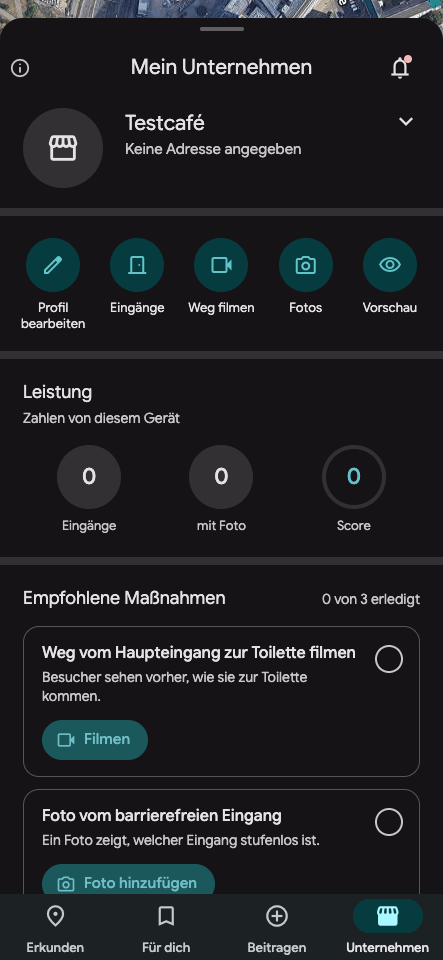 Mein Unternehmen
Testcafé
Keine Adresse angegeben
Profil
bearbeiten
Eingänge
Weg filmen
Fotos
Vorschau
Leistung
Zahlen von diesem Gerät
0
0
0
Eingänge
mit Foto
Score
Empfohlene Maßnahmen
0 von 3 erledigt
Weg vom Haupteingang zur Toilette filmen
Besucher sehen vorher, wie sie zur Toilette
kommen.
Filmen
Foto vom barrierefreien Eingang
Ein Foto zeigt, welcher Eingang stufenlos ist.
Foto hinzufügen
Erkunden
Für dich
Beitragen
Unternehmen